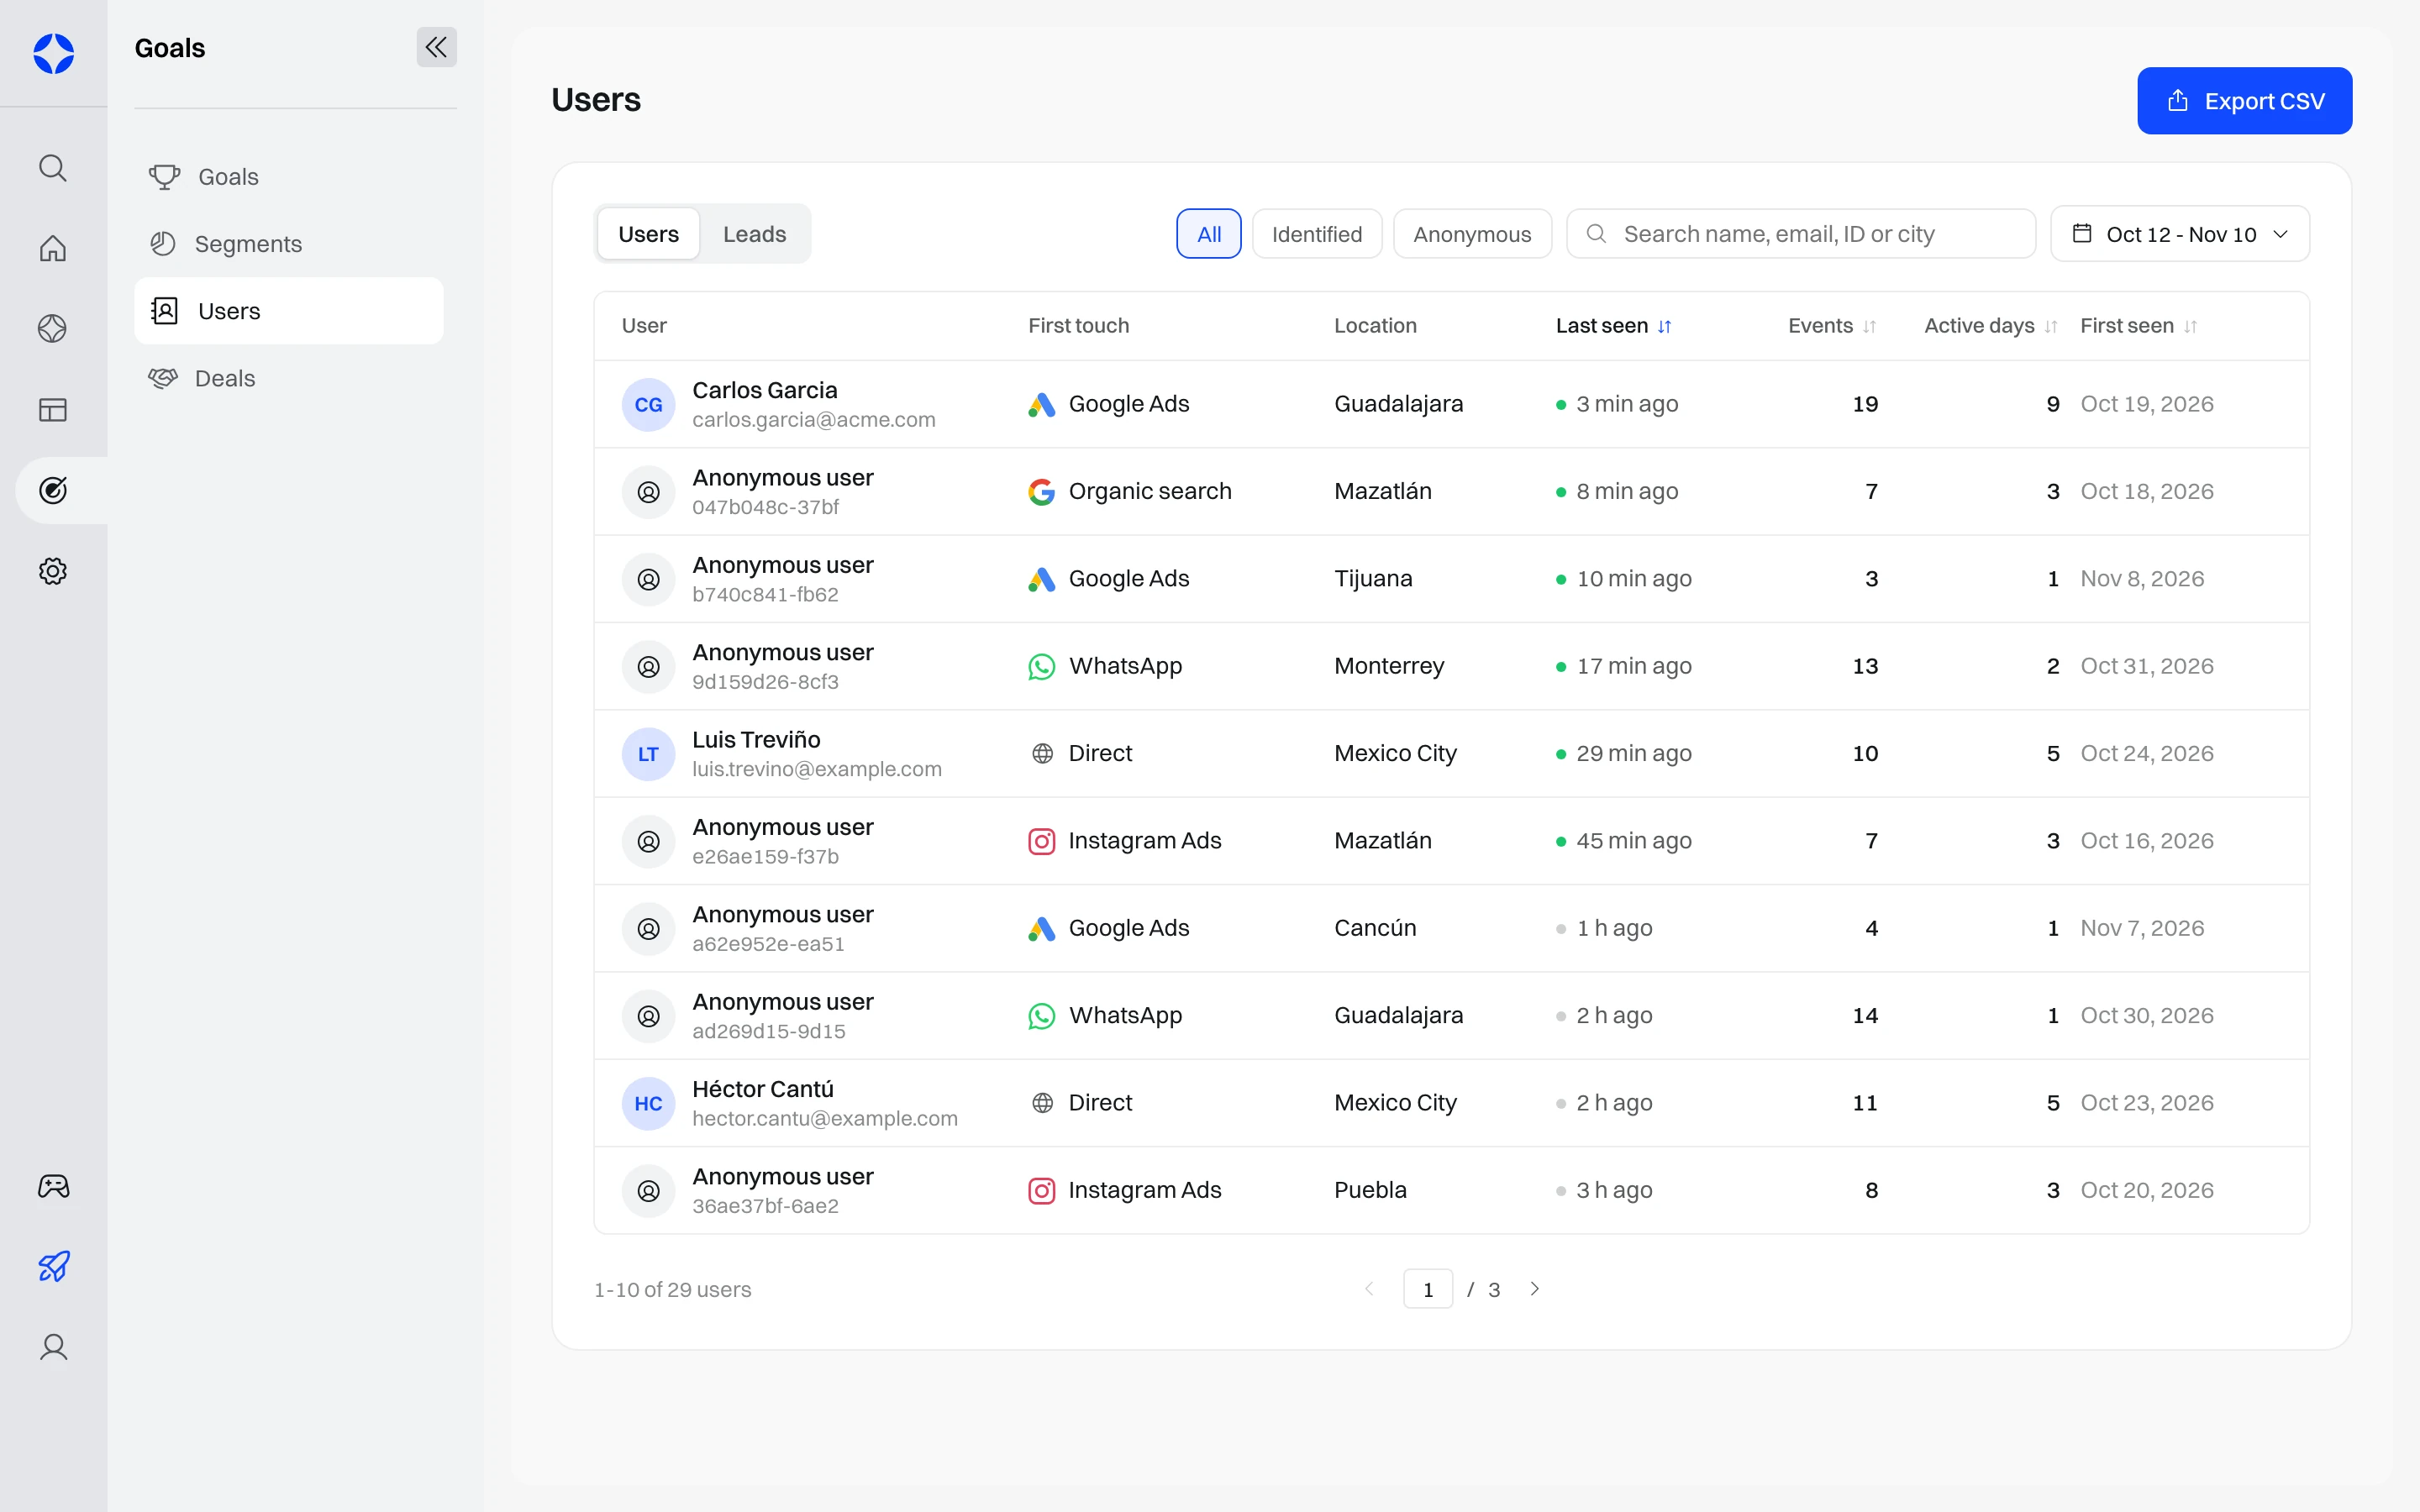 Goals
Goals
Segments
Users
Deals
Users
Export CSV
Users Leads
All Identified Anonymous Search name, email, ID or city Oct 12 - Nov 10
User First touch Location Last seen Events Active days First seen
CG Carlos Garcia Google Ads Guadalajara 3 min ago 19 9 Oct 19, 2026
carlos.garcia@acme.com
Anonymous user Organic search Mazatlán 8 min ago 7 3 Oct 18, 2026
047b048c-37bf
Anonymous user Google Ads Tijuana 10 min ago 3 1 Nov 8, 2026
b740c841-fb62
Anonymous user WhatsApp Monterrey 17 min ago 13 2 Oct 31, 2026
9d159d26-8cf3
LT Luis Treviño Direct Mexico City 29 min ago 10 5 Oct 24, 2026
luis.trevino@example.com
Anonymous user Instagram Ads Mazatlán 45 min ago 7 3 Oct 16, 2026
e26ae159-f37b
Anonymous user Google Ads Cancún 1 h ago 4 1 Nov 7, 2026
a62e952e-ea51
Anonymous user WhatsApp Guadalajara 2 h ago 14 1 Oct 30, 2026
ad269d15-9d15
HC Héctor Cantú Direct Mexico City 2 h ago 11 5 Oct 23, 2026
hector.cantu@example.com
Anonymous user Instagram Ads Puebla 3 h ago 8 3 Oct 20, 2026
36ae37bf-6ae2
1-10 of 29 users 1 / 3